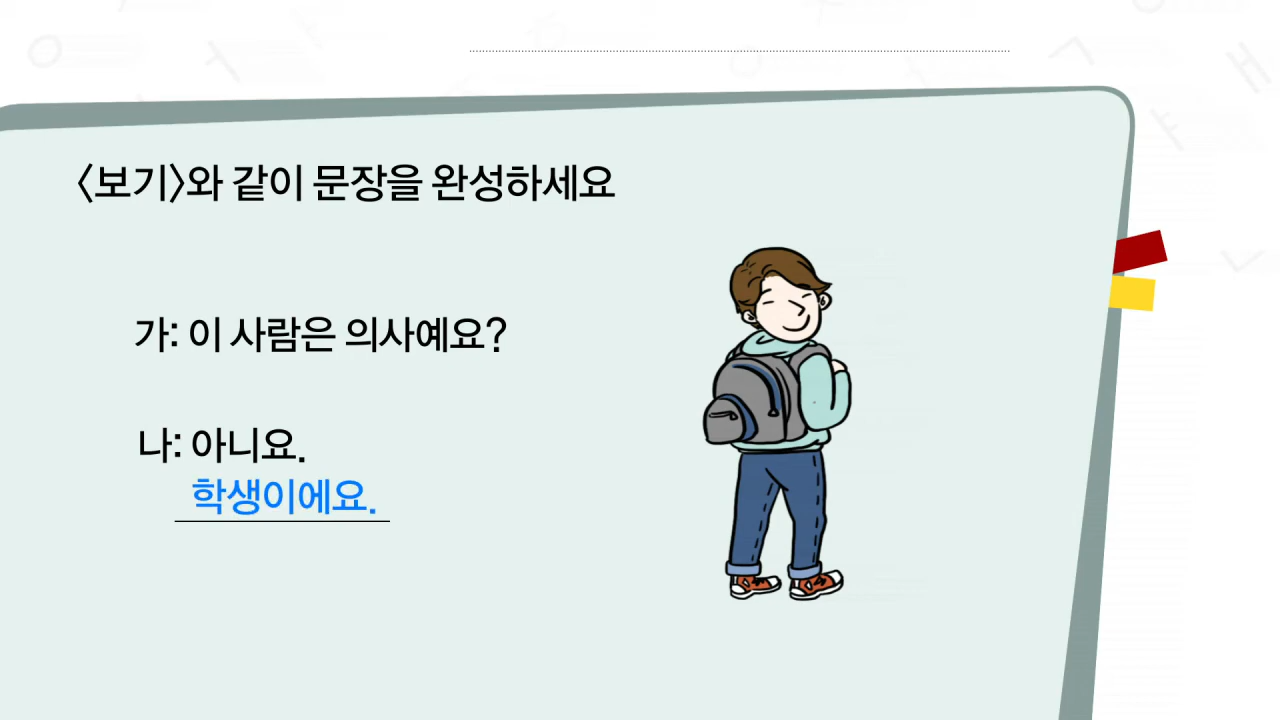 〈보기〉와 같이 문장을 완성하세요
가: 이 사람은 의사예요?
나: 아니요.
학생이에요.